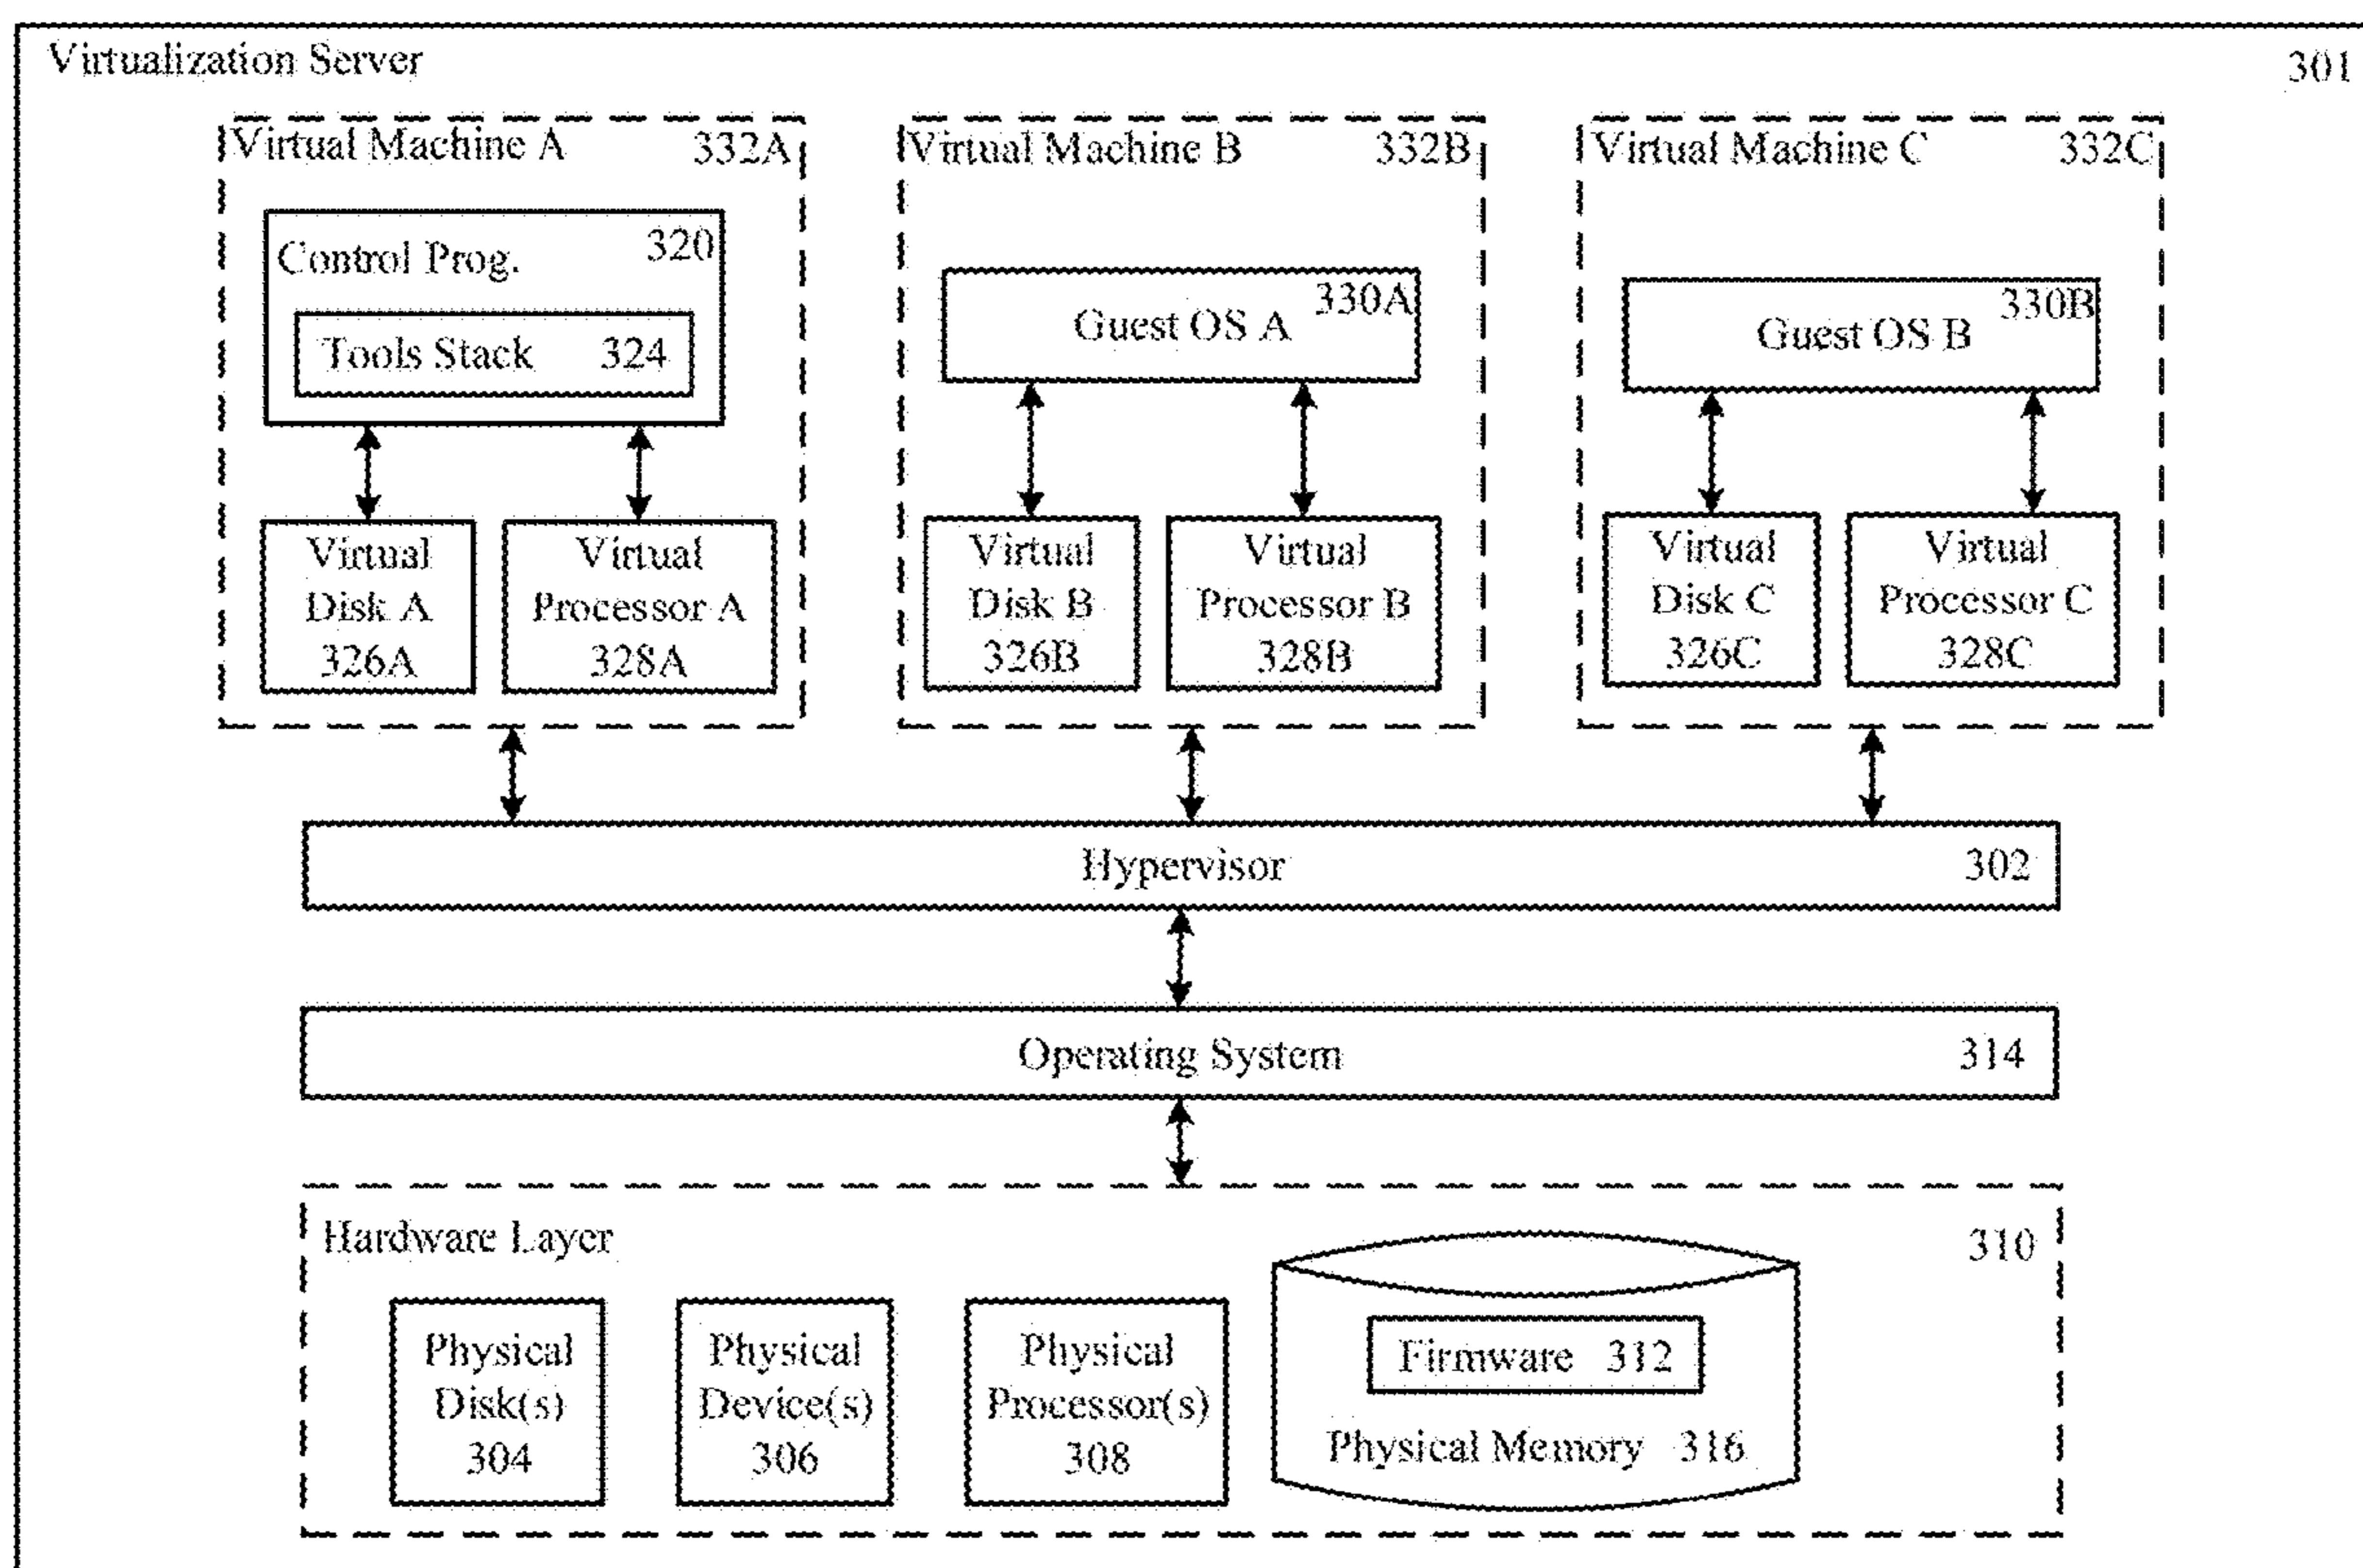 Virtualization Server 301
Virtual Machine A 332A
Control Prog. 320
Tools Stack 324
Virtual
Disk A
326A
Virtual
Processor A
328A
Virtual Machine B 332B
Guest OS A 330A
Virtual
Disk B
326B
Virtual
Processor B
328B
Virtual Machine C 332C
Guest OS B 330B
Virtual
Disk C
326C
Virtual
Processor C
328C
Hypervisor 302
Operating System 314
Hardware Layer 310
Physical
Disk(s)
304
Physical
Device(s)
306
Physical
Processor(s)
308
Firmware 312
Physical Memory 316